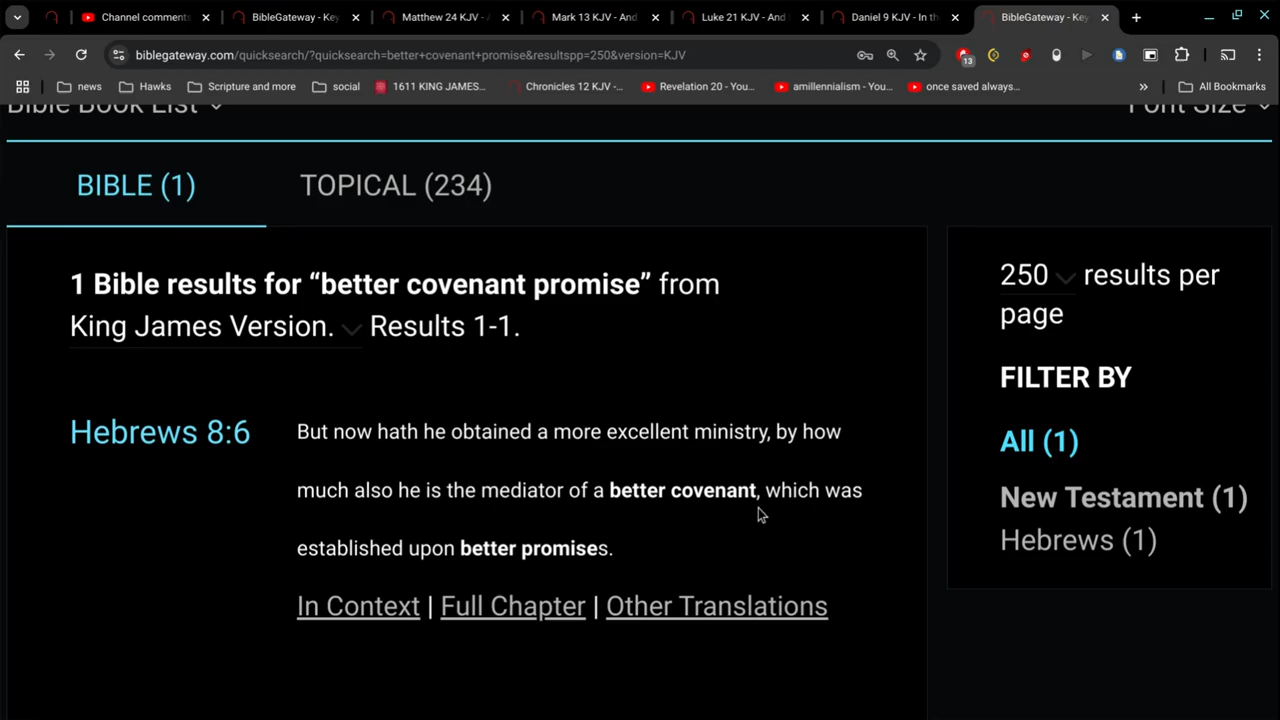 Channel comments
BibleGateway - Key
Matthew 24 KJV - A
Mark 13 KJV - And
Luke 21 KJV - And
Daniel 9 KJV - In th
BibleGateway - Key
biblegateway.com/quicksearch/?quicksearch=better+covenant+promise&resultspp=250&version=KJV
13
news
Hawks
Scripture and more
social
1611 KING JAMES...
Chronicles 12 KJV -...
Revelation 20 - You...
amillennialism - You...
once saved always...
All Bookmarks
Bible Book List
Font Size
BIBLE (1)
TOPICAL (234)
1 Bible results for “better covenant promise” from
King James Version. Results 1-1.
Hebrews 8:6
But now hath he obtained a more excellent ministry, by how
much also he is the mediator of a better covenant, which was
established upon better promises.
In Context | Full Chapter | Other Translations
250 results per
page
FILTER BY
All (1)
New Testament (1)
Hebrews (1)